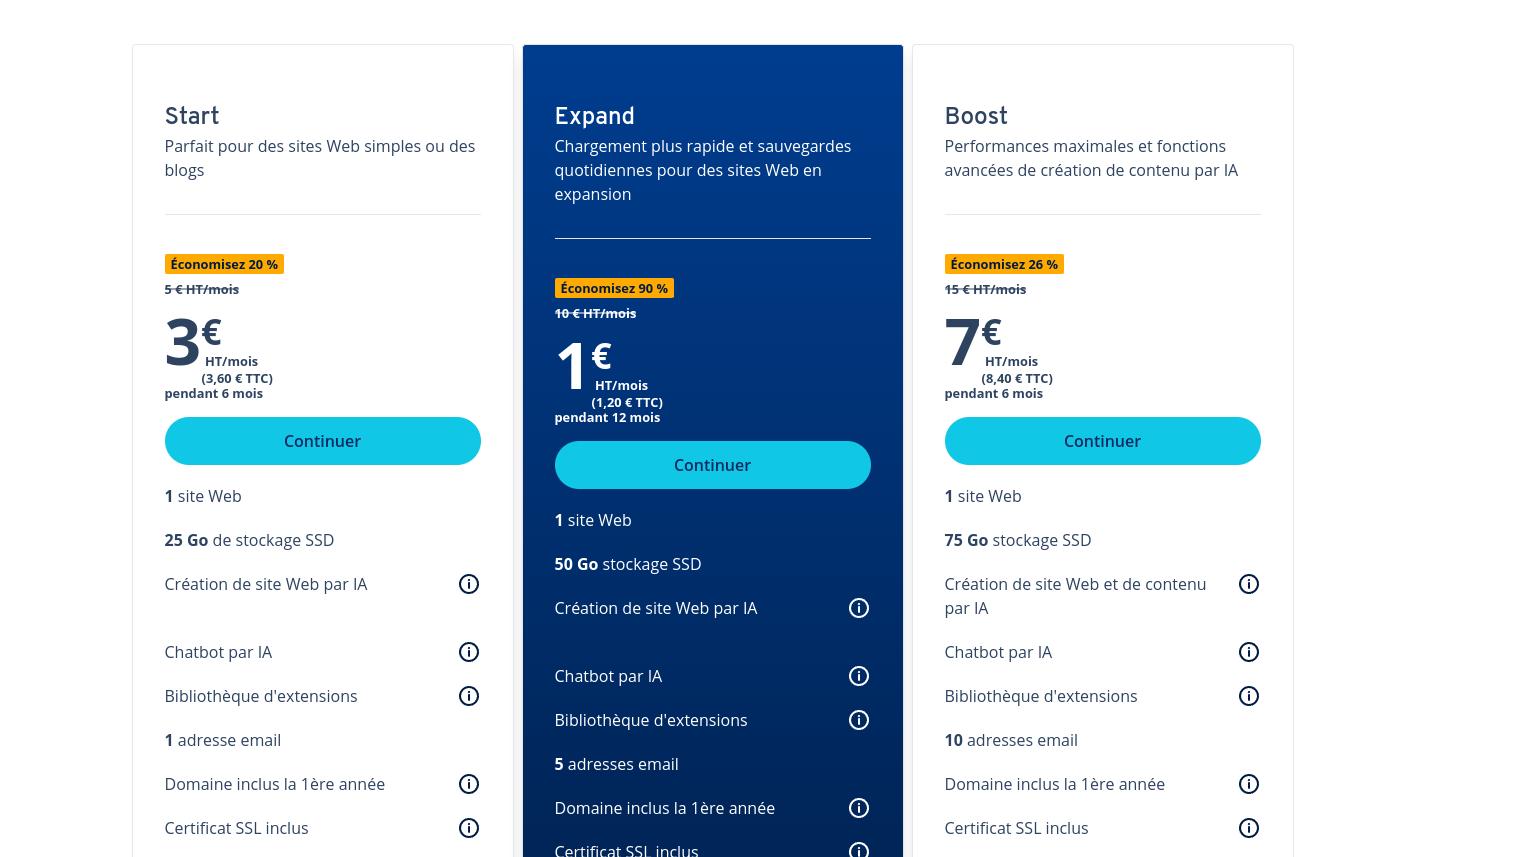 Start
Parfait pour des sites Web simples ou des
blogs
Économisez 20 %
5 € HT/mois
3 €
HT/mois
(3,60 € TTC)
pendant 6 mois
Continuer
1 site Web
25 Go de stockage SSD
Création de site Web par IA
Chatbot par IA
Bibliothèque d'extensions
1 adresse email
Domaine inclus la 1ère année
Certificat SSL inclus
Expand
Chargement plus rapide et sauvegardes
quotidiennes pour des sites Web en
expansion
Économisez 90 %
10 € HT/mois
1 €
HT/mois
(1,20 € TTC)
pendant 12 mois
Continuer
1 site Web
50 Go stockage SSD
Création de site Web par IA
Chatbot par IA
Bibliothèque d'extensions
5 adresses email
Domaine inclus la 1ère année
Certificat SSL inclus
Boost
Performances maximales et fonctions
avancées de création de contenu par IA
Économisez 26 %
15 € HT/mois
7 €
HT/mois
(8,40 € TTC)
pendant 6 mois
Continuer
1 site Web
75 Go stockage SSD
Création de site Web et de contenu
par IA
Chatbot par IA
Bibliothèque d'extensions
10 adresses email
Domaine inclus la 1ère année
Certificat SSL inclus